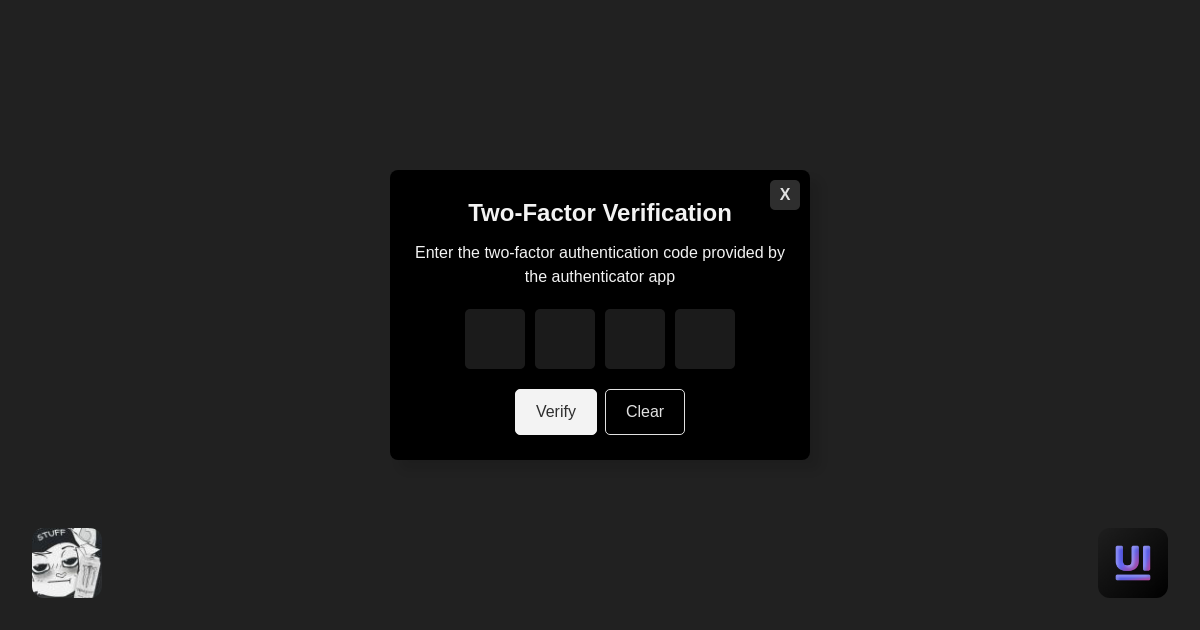 X
Two-Factor Verification
Enter the two-factor authentication code provided by
the authenticator app
Verify
Clear
STUFF
UI